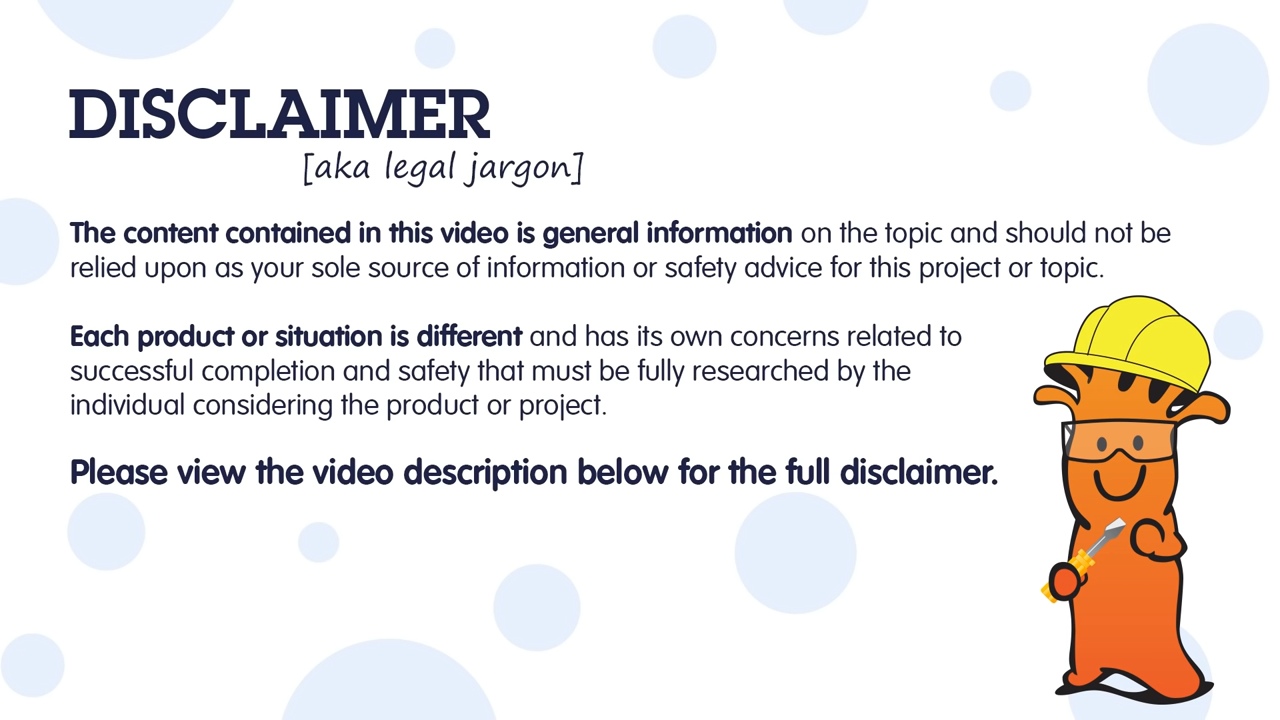 DISCLAIMER
[aka legal jargon]
The content contained in this video is general information on the topic and should not be
relied upon as your sole source of information or safety advice for this project or topic.
Each product or situation is different and has its own concerns related to
successful completion and safety that must be fully researched by the
individual considering the product or project.
Please view the video description below for the full disclaimer.